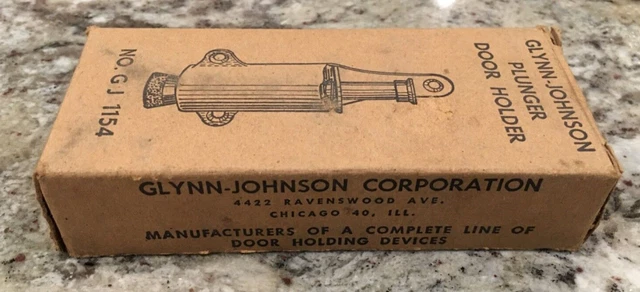 GLYNN-JOHNSON
PLUNGER
DOOR HOLDER
NO. G J 1154
GLYNN-JOHNSON CORPORATION
4422 RAVENSWOOD AVE.
CHICAGO 40, ILL.
MANUFACTURERS OF A COMPLETE LINE OF
DOOR HOLDING DEVICES